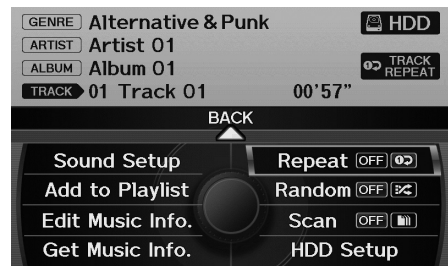 GENRE Alternative & Punk HDD
ARTIST Artist 01
ALBUM Album 01 TRACK REPEAT
TRACK 01 Track 01 00'57"
BACK
Sound Setup Repeat OFF
Add to Playlist Random OFF
Edit Music Info. Scan OFF
Get Music Info. HDD Setup